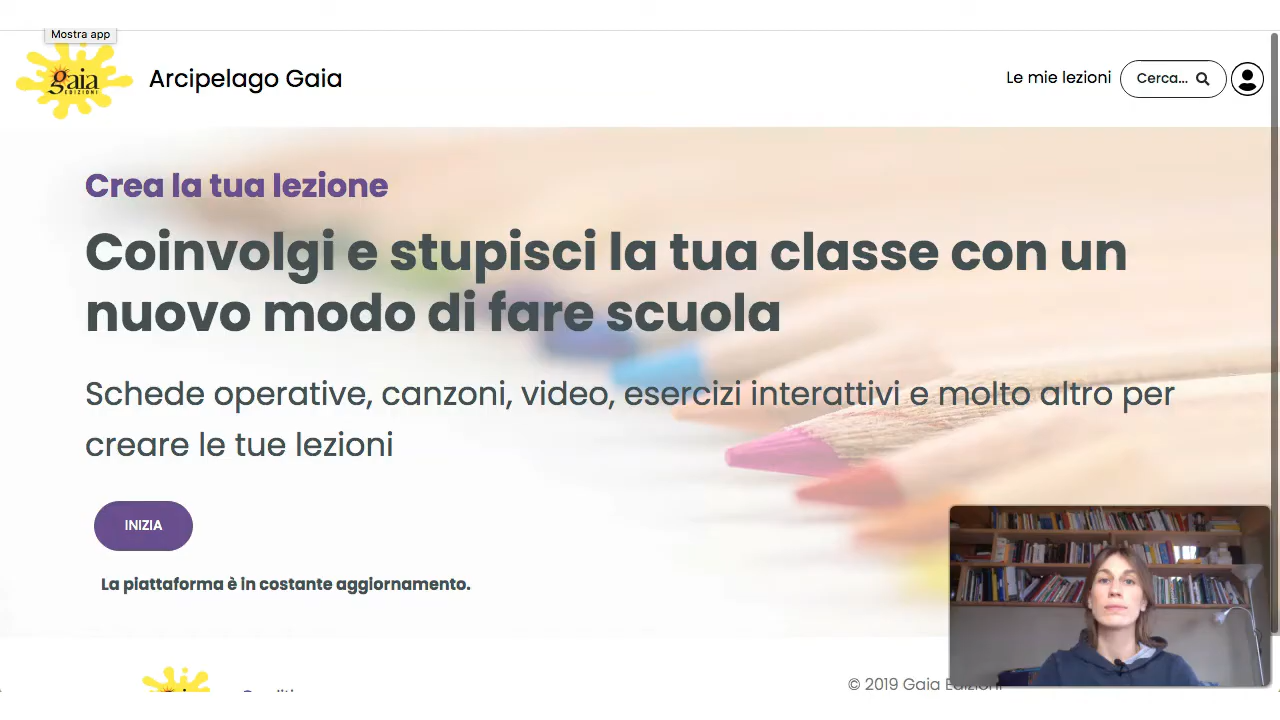 Mostra app
gaia
EDIZIONI
Arcipelago Gaia
Le mie lezioni
Cerca...
Crea la tua lezione
Coinvolgi e stupisci la tua classe con un
nuovo modo di fare scuola
Schede operative, canzoni, video, esercizi interattivi e molto altro per
creare le tue lezioni
INIZIA
La piattaforma è in costante aggiornamento.
© 2019 Gaia Edizioni